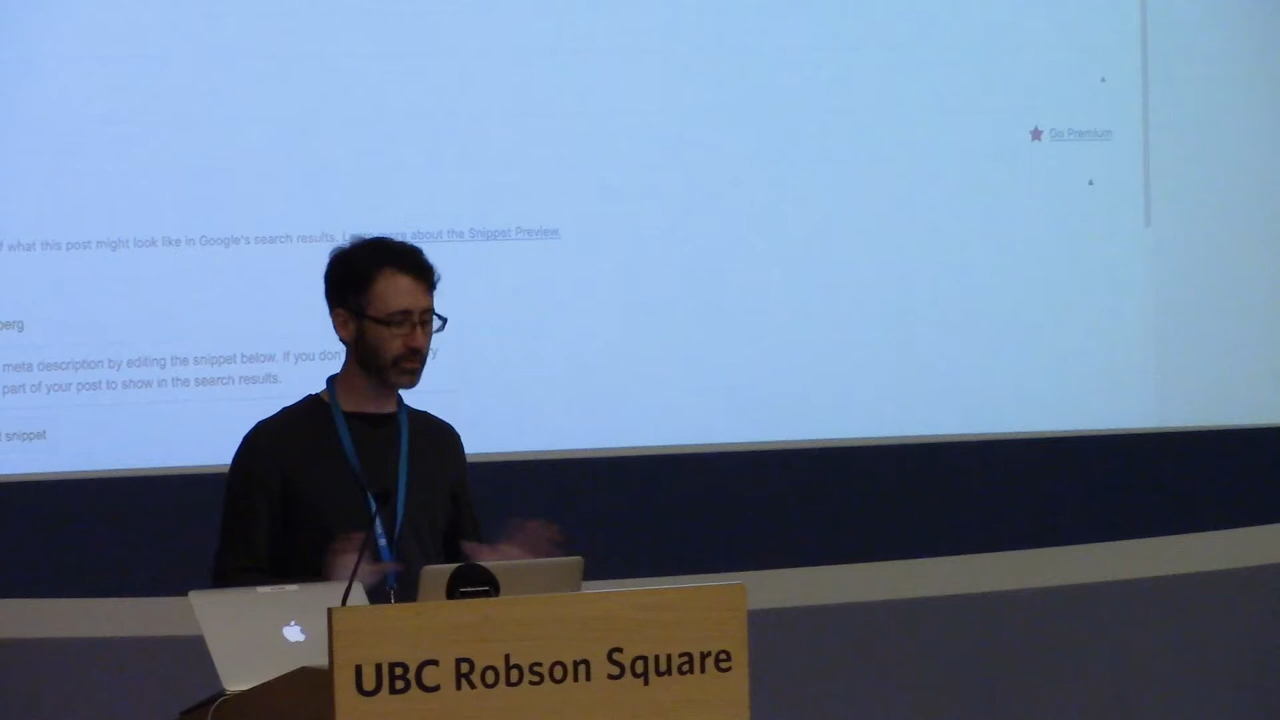 Go Premium
what this post might look like in Google's search results. more about the Snippet Preview.
berg
meta description by editing the snippet below. If you don
part of your post to show in the search results.
snippet
UBC Robson Square